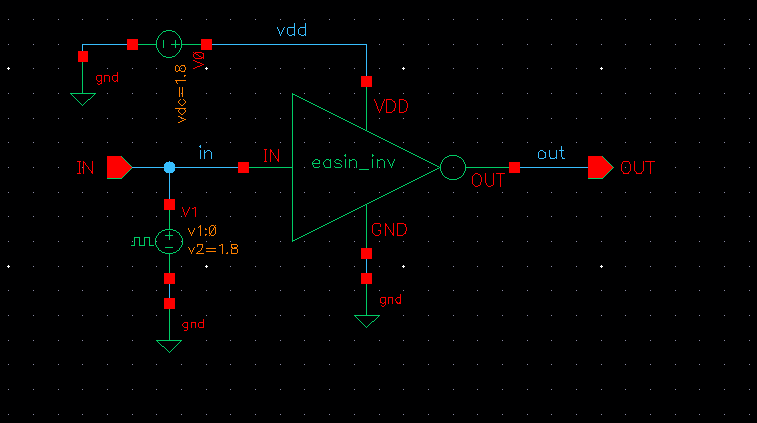 vdd
V0
vdc=1.8
gnd
VDD
IN
in
IN
easin_inv
out
OUT
OUT
V1
v1:0
v2=1.8
GND
gnd
gnd